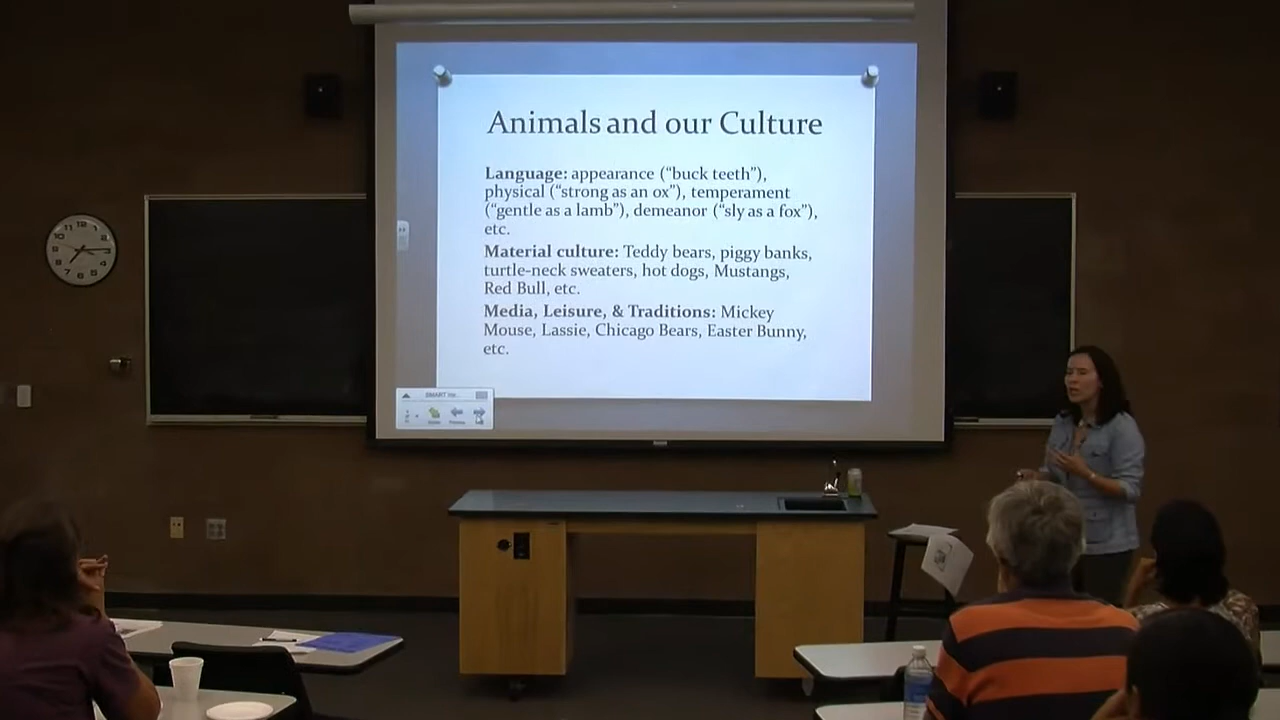 Animals and our Culture
Language: appearance (“buck teeth”),
physical (“strong as an ox”), temperament
(“gentle as a lamb”), demeanor (“sly as a fox”),
etc.
Material culture: Teddy bears, piggy banks,
turtle-neck sweaters, hot dogs, Mustangs,
Red Bull, etc.
Media, Leisure, & Traditions: Mickey
Mouse, Lassie, Chicago Bears, Easter Bunny,
etc.
SMART